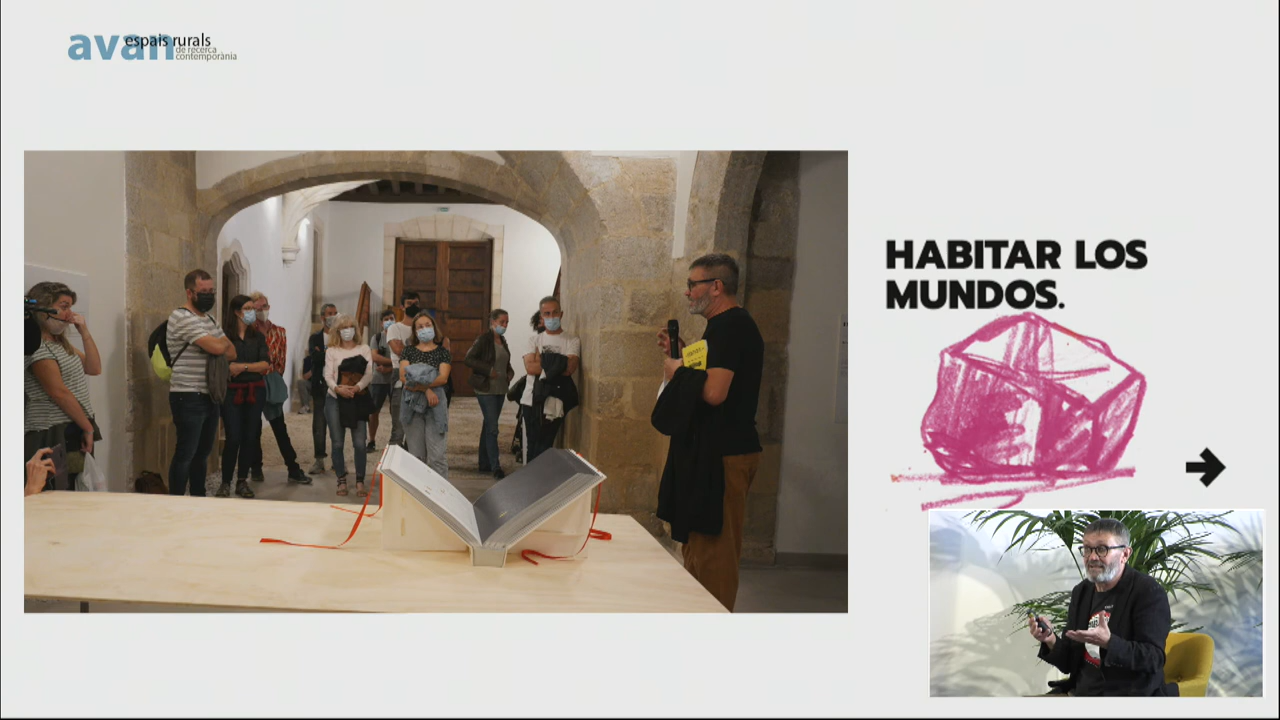 avan
espais rurals
de recerca
contemporània
HABITAR LOS
MUNDOS.